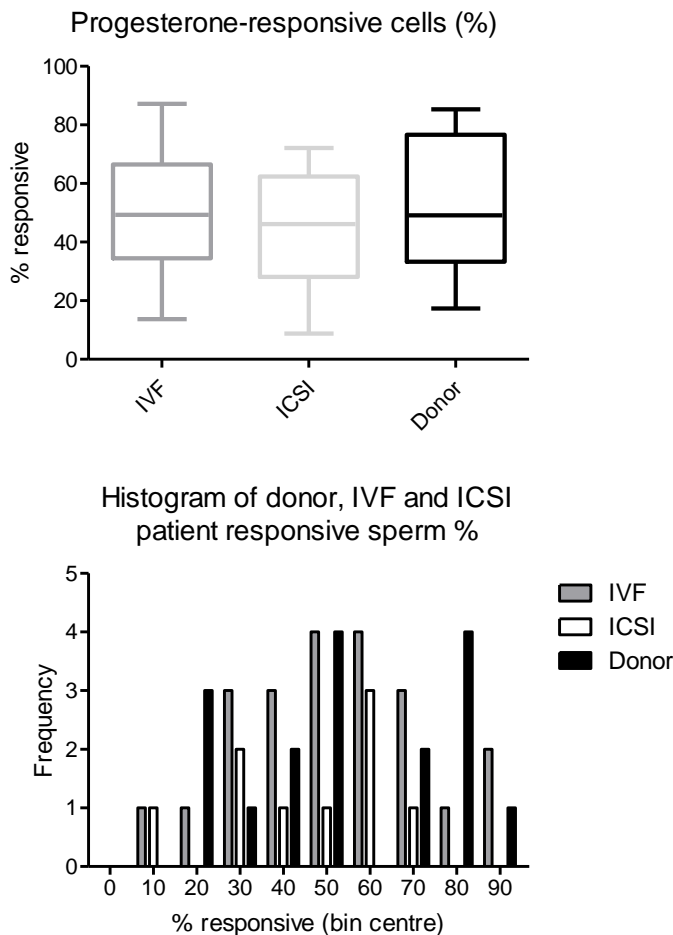 Progesterone-responsive cells (%)
100
80
60
40
20
0
% responsive
IVF
ICSI
Donor
Histogram of donor, IVF and ICSI
patient responsive sperm %
5
4
3
2
1
0
Frequency
IVF
ICSI
Donor
0 10 20 30 40 50 60 70 80 90
% responsive (bin centre)